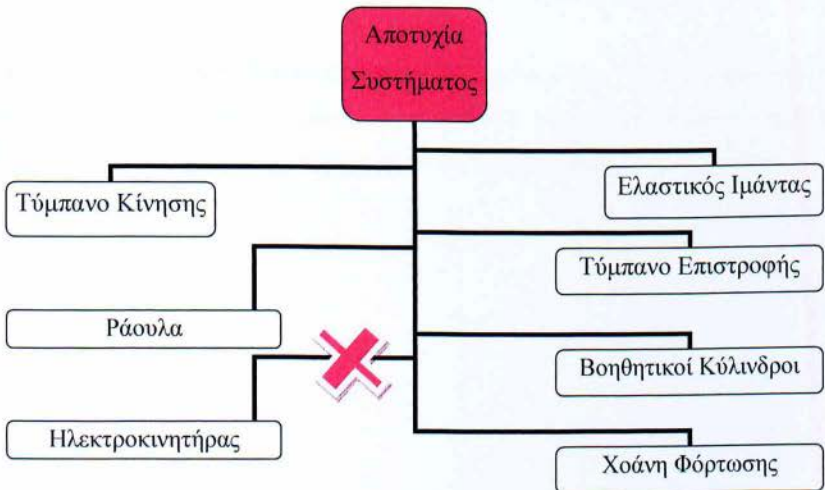 Αποτυχία
Συστήματος
Τύμπανο Κίνησης
Ελαστικός Ιμάντας
Τύμπανο Επιστροφής
Ράουλα
Βοηθητικοί Κύλινδροι
Ηλεκτροκινητήρας
Χοάνη Φόρτωσης